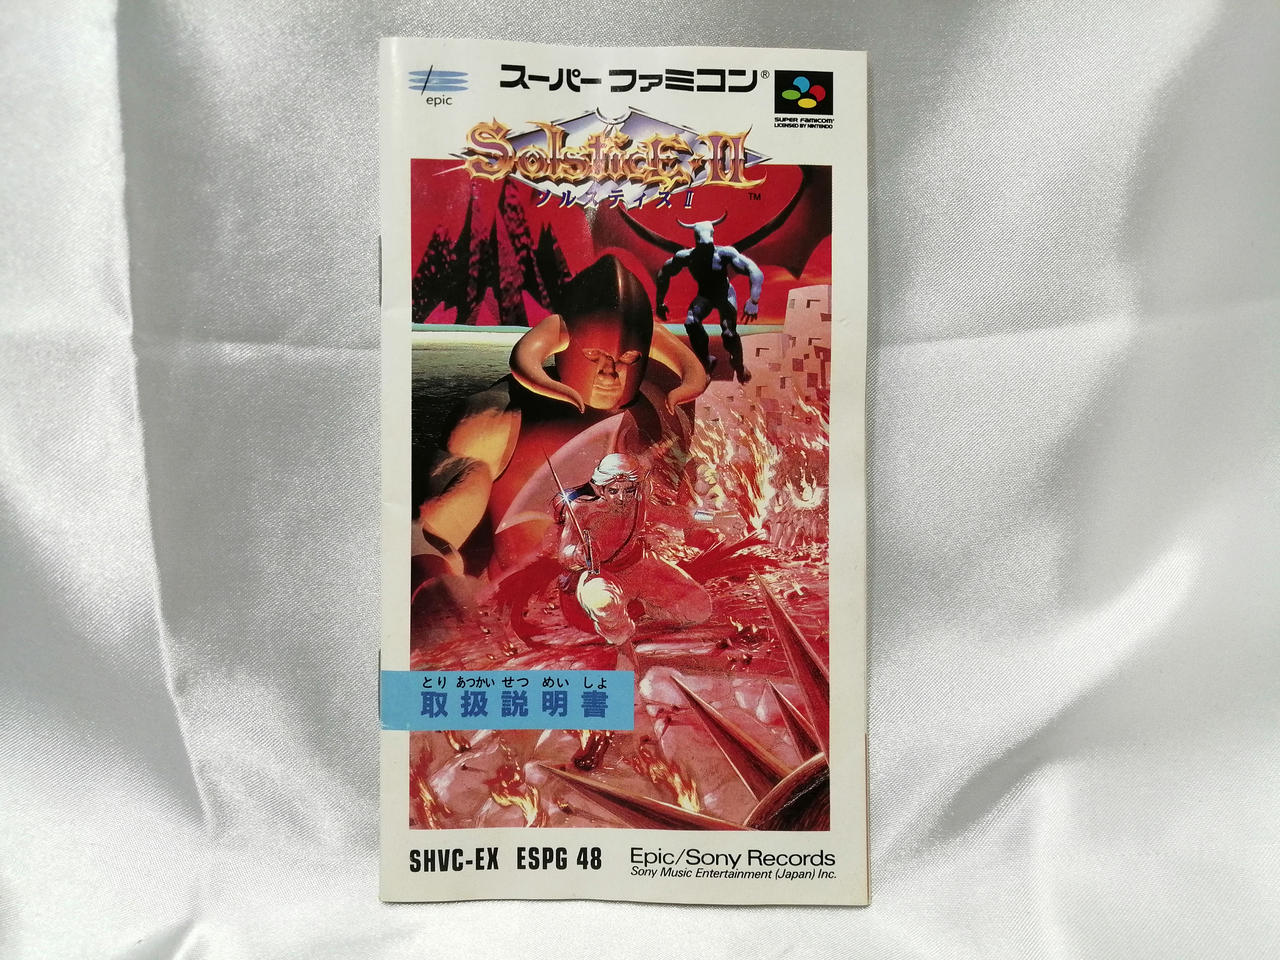 epic
スーパーファミコン®
SUPER FAMICOM
LICENSED BY NINTENDO
SolsticE·II
ソルスティスⅡ
TM
とり あつかい せつ めい しょ
取扱説明書
SHVC-EX ESPG 48
Epic/Sony Records
Sony Music Entertainment (Japan) Inc.